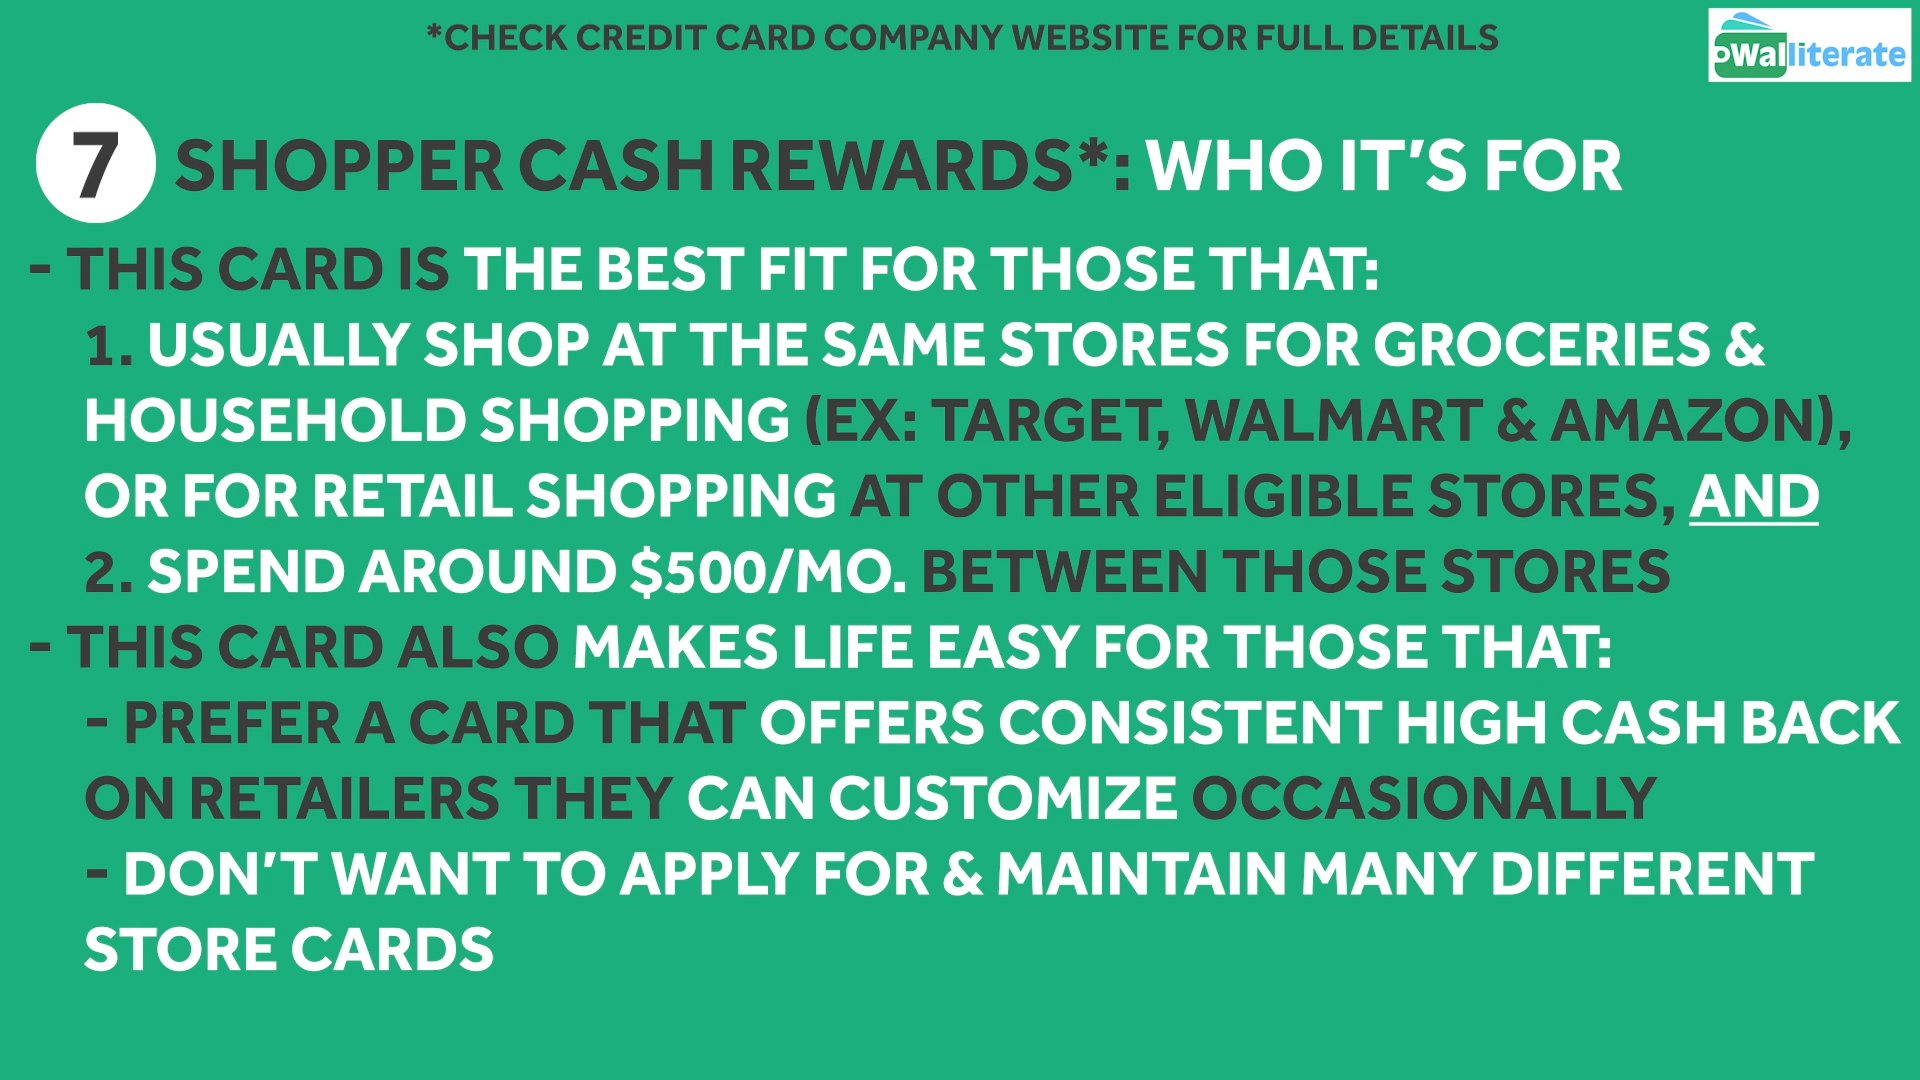 *CHECK CREDIT CARD COMPANY WEBSITE FOR FULL DETAILS
Walliterate
7 SHOPPER CASH REWARDS*: WHO IT'S FOR
- THIS CARD IS THE BEST FIT FOR THOSE THAT:
1. USUALLY SHOP AT THE SAME STORES FOR GROCERIES &
HOUSEHOLD SHOPPING (EX: TARGET, WALMART & AMAZON),
OR FOR RETAIL SHOPPING AT OTHER ELIGIBLE STORES, AND
2. SPEND AROUND $500/MO. BETWEEN THOSE STORES
- THIS CARD ALSO MAKES LIFE EASY FOR THOSE THAT:
- PREFER A CARD THAT OFFERS CONSISTENT HIGH CASH BACK
ON RETAILERS THEY CAN CUSTOMIZE OCCASIONALLY
- DON'T WANT TO APPLY FOR & MAINTAIN MANY DIFFERENT
STORE CARDS